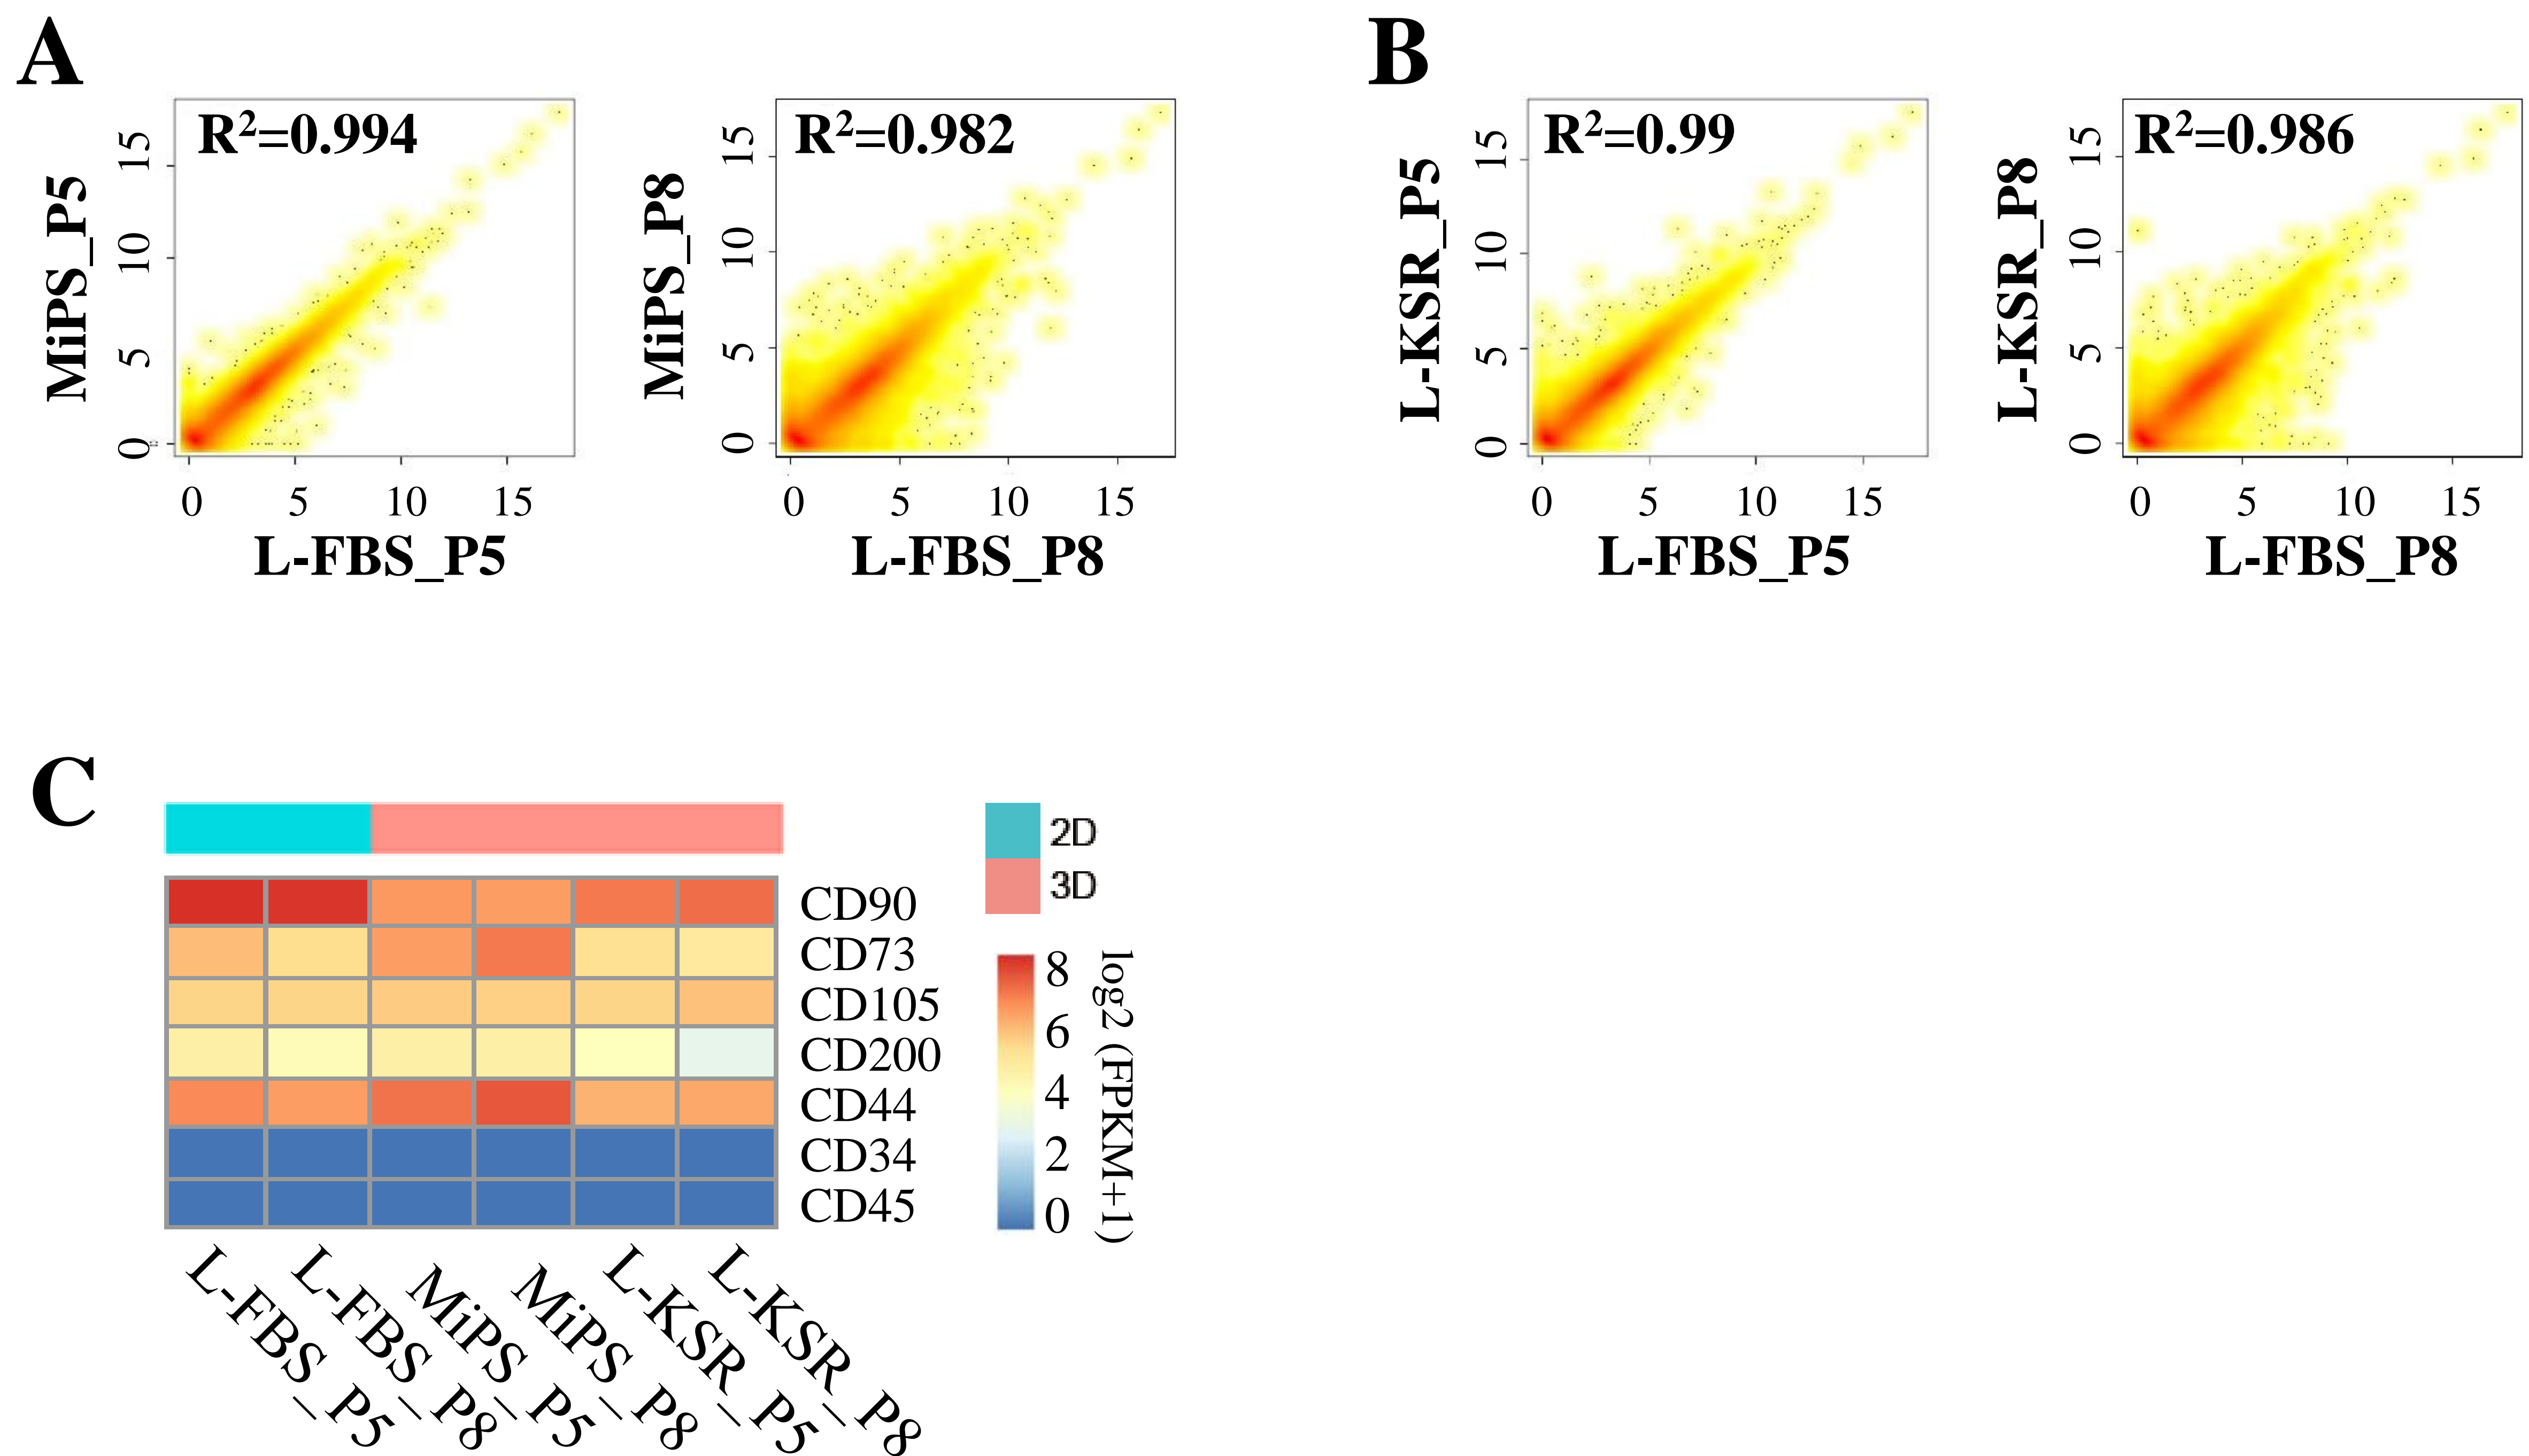 A
B
R²=0.994
MiPS_P5
0 5 10 15
0 5 10 15
L-FBS_P5
R²=0.982
MiPS_P8
0 5 10 15
0 5 10 15
L-FBS_P8
R²=0.99
L-KSR_P5
0 5 10 15
0 5 10 15
L-FBS_P5
R²=0.986
L-KSR_P8
0 5 10 15
0 5 10 15
L-FBS_P8
C
2D
3D
CD90
CD73
CD105
CD200
CD44
CD34
CD45
8
6
4
2
0
log2 (FPKM+1)
L-FBS_P5
L-FBS_P8
MiPS_P5
MiPS_P8
L-KSR_P5
L-KSR_P8